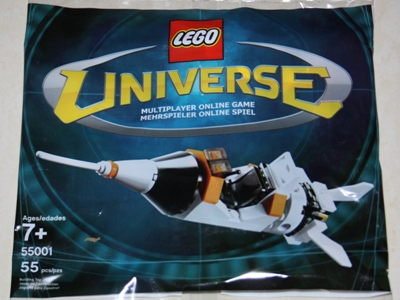 LEGO
UNIVERSE
MULTIPLAYER ONLINE GAME
MEHRSPIELER ONLINE SPIEL
Ages/edades
7+
55001
55 pcs/pzs